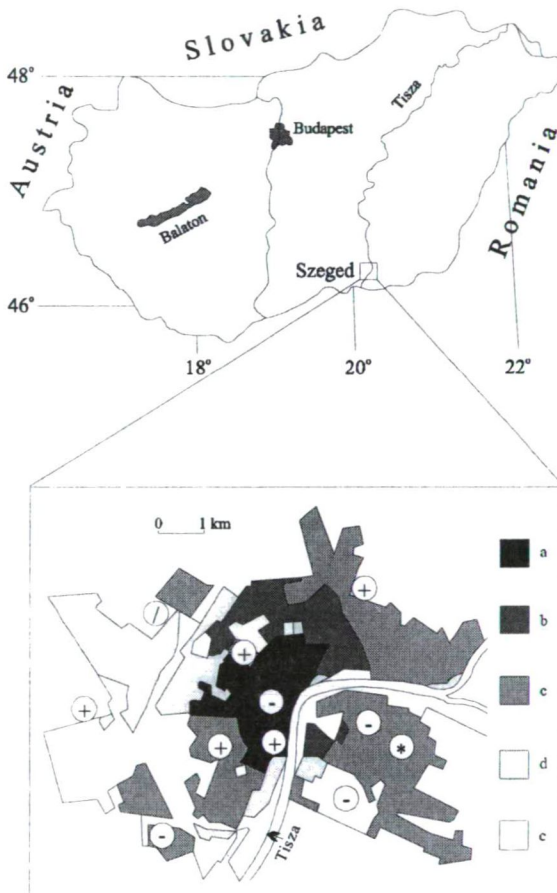 Slovakia
48°
Austria
Tisza
Budapest
Romania
Balaton
Szeged
46°
18°
20°
22°
0 1 km
a
b
c
d
e
+
/
+
+
-
-
+
+
*
-
-
Tisza